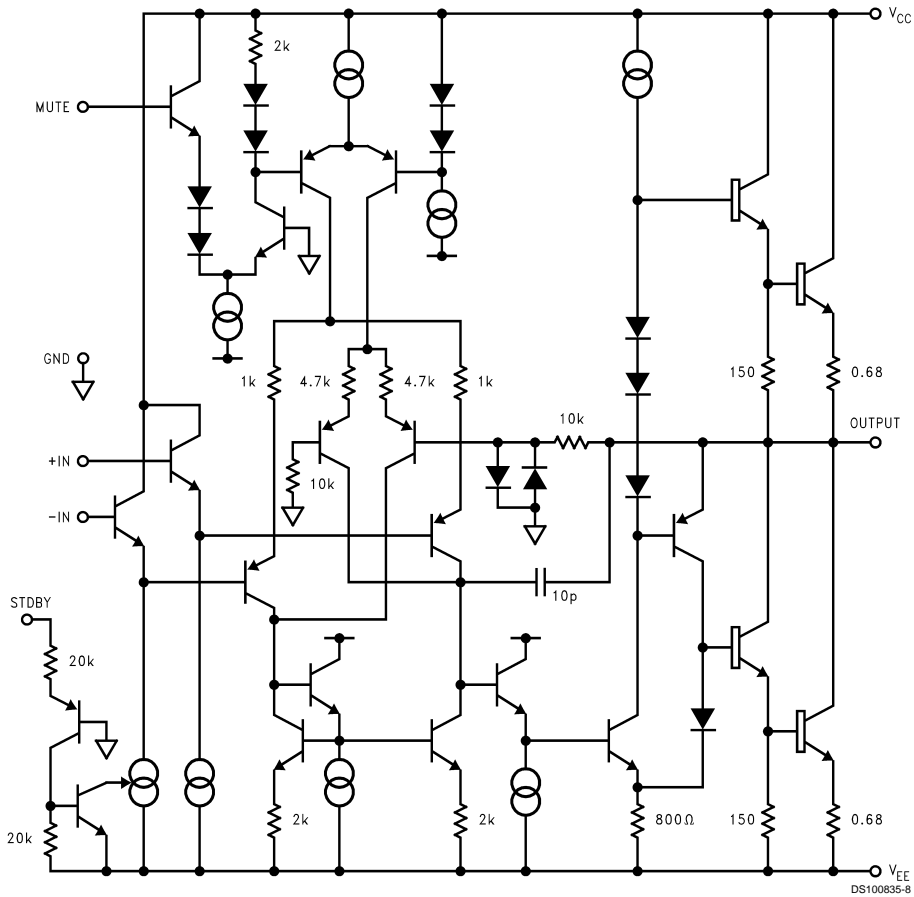 V_CC
2k
MUTE
GND
1k
4.7k
4.7k
1k
150
0.68
10k
OUTPUT
+IN
10k
-IN
10p
STDBY
20k
20k
2k
2k
800Ω
150
0.68
V_EE
DS100835-8